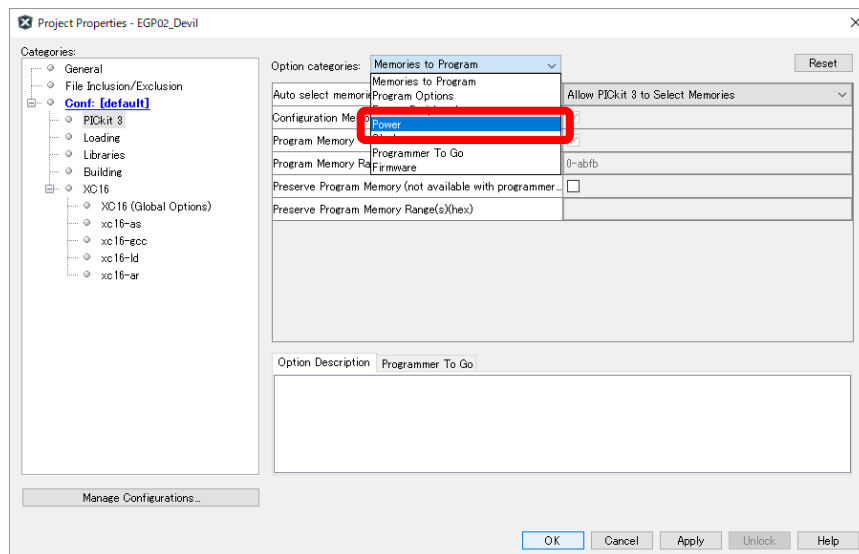 Project Properties - EGP02_Devil
Categories:
General
File Inclusion/Exclusion
Conf: [default]
PICkit 3
Loading
Libraries
Building
XC16
XC16 (Global Options)
xc16-as
xc16-gcc
xc16-ld
xc16-ar
Manage Configurations...
Option categories: Memories to Program
Reset
Memories to Program
Program Options
Power
Programmer To Go
Firmware
Auto select memorie
Allow PICkit 3 to Select Memories
Configuration Memo
Program Memory
Program Memory Ra
0-abfb
Preserve Program Memory (not available with programmer...
Preserve Program Memory Range(s)(hex)
Option Description Programmer To Go
OK Cancel Apply Unlock Help